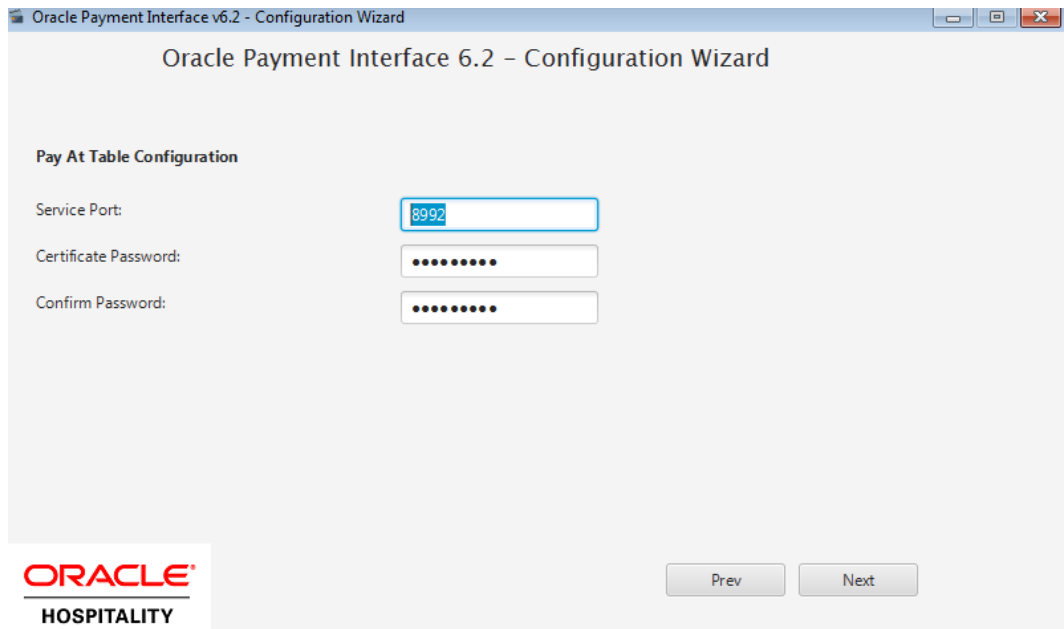 Oracle Payment Interface v6.2 - Configuration Wizard
Oracle Payment Interface 6.2 – Configuration Wizard
Pay At Table Configuration
Service Port: 8992
Certificate Password: •••••••••
Confirm Password: •••••••••
Prev Next
ORACLE®
HOSPITALITY